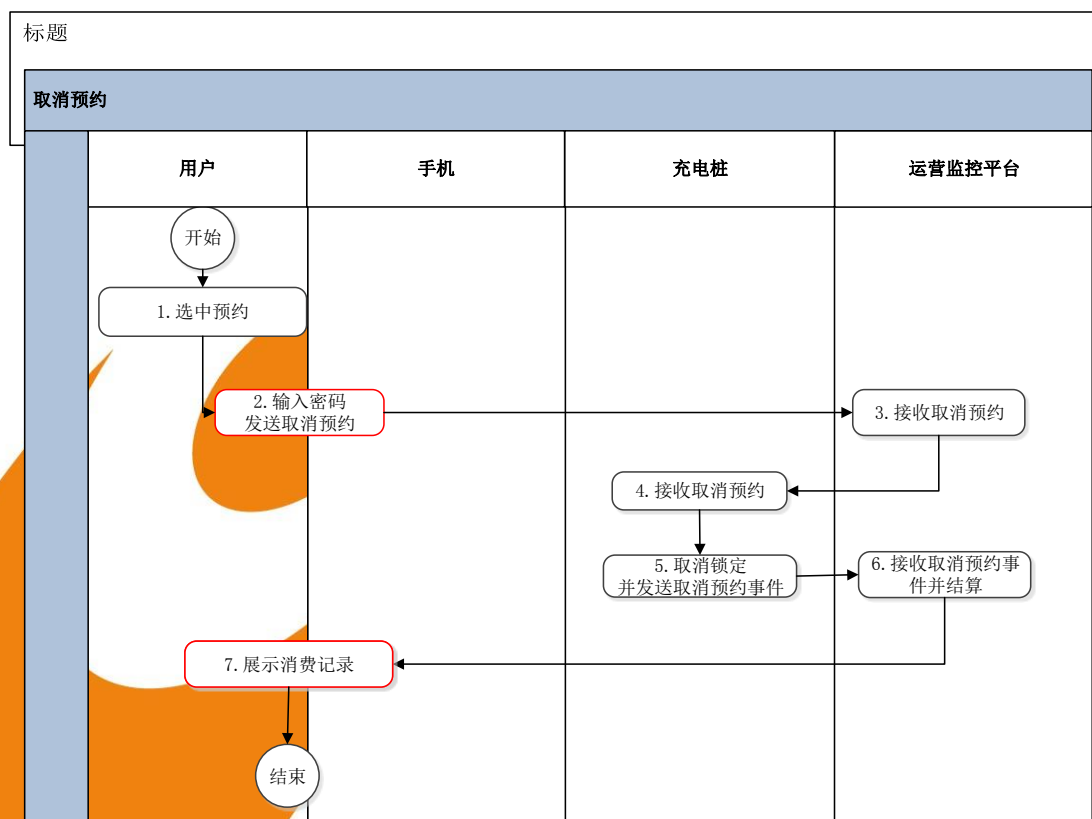 标题
取消预约
用户
手机
充电桩
运营监控平台
开始
1.选中预约
2.输入密码
发送取消预约
3.接收取消预约
4.接收取消预约
5.取消锁定
并发送取消预约事件
6.接收取消预约事
件并结算
7.展示消费记录
结束